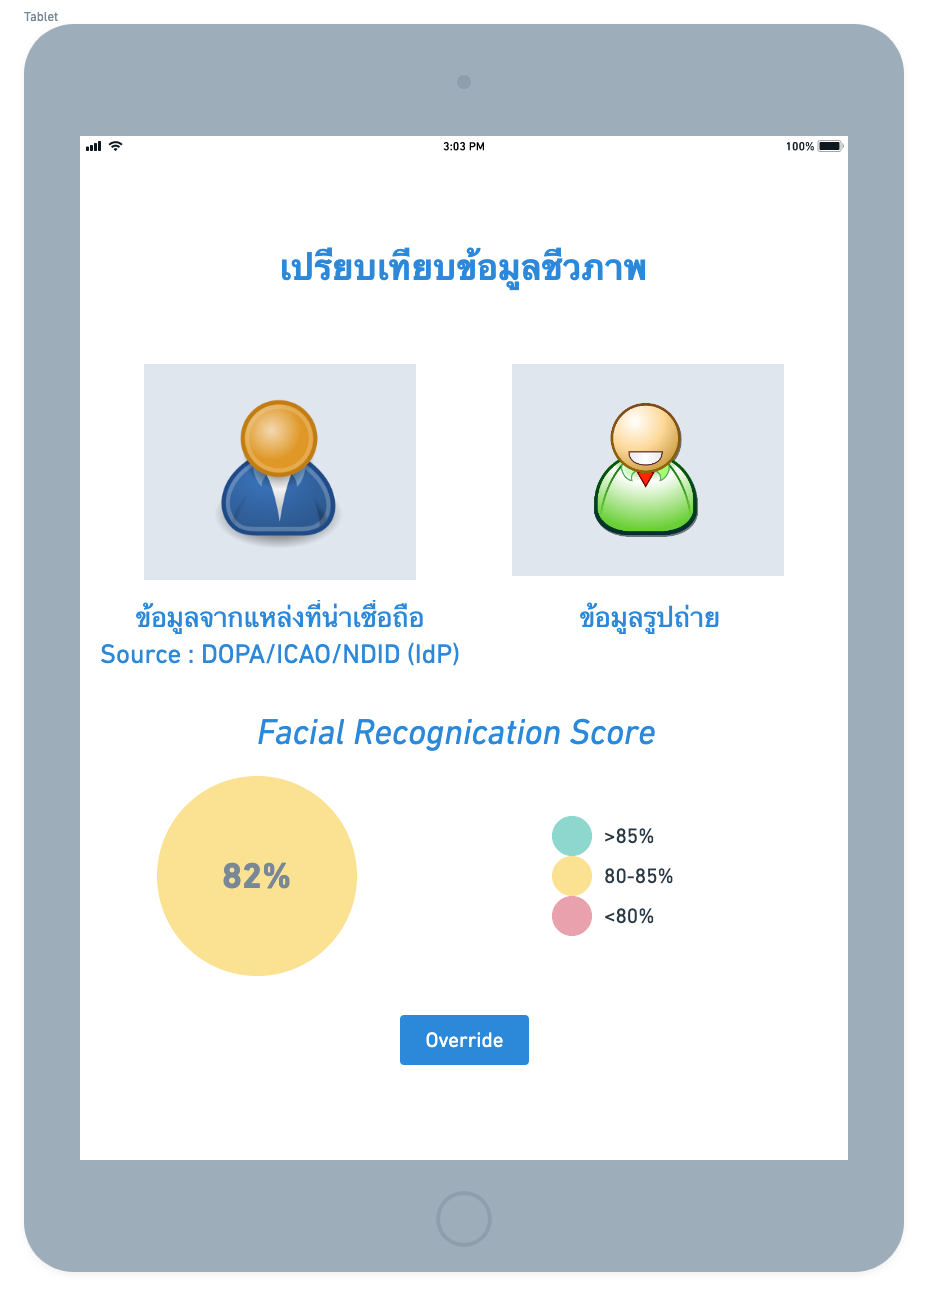 Tablet
3:03 PM
100%
เปรียบเทียบข้อมูลชีวภาพ
ข้อมูลจากแหล่งที่น่าเชื่อถือ
Source : DOPA/ICAO/NDID (IdP)
ข้อมูลรูปถ่าย
Facial Recognication Score
82%
>85%
80-85%
<80%
Override